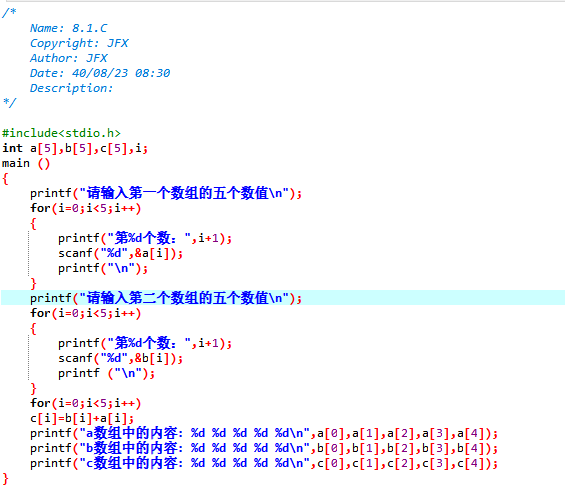 /*
    Name: 8.1.C
    Copyright: JFX
    Author: JFX
    Date: 40/08/23 08:30
    Description:
*/
#include<stdio.h>
int a[5],b[5],c[5],i;
main ()
{
    printf("请输入第一个数组的五个数值\n");
    for(i=0;i<5;i++)
    {
        printf("第%d个数：",i+1);
        scanf("%d",&a[i]);
        printf("\n");
    }
    printf("请输入第二个数组的五个数值\n");
    for(i=0;i<5;i++)
    {
        printf("第%d个数：",i+1);
        scanf("%d",&b[i]);
        printf ("\n");
    }
    for(i=0;i<5;i++)
    c[i]=b[i]+a[i];
    printf("a数组中的内容：%d %d %d %d %d\n",a[0],a[1],a[2],a[3],a[4]);
    printf("b数组中的内容：%d %d %d %d %d\n",b[0],b[1],b[2],b[3],b[4]);
    printf("c数组中的内容：%d %d %d %d %d\n",c[0],c[1],c[2],c[3],c[4]);
}